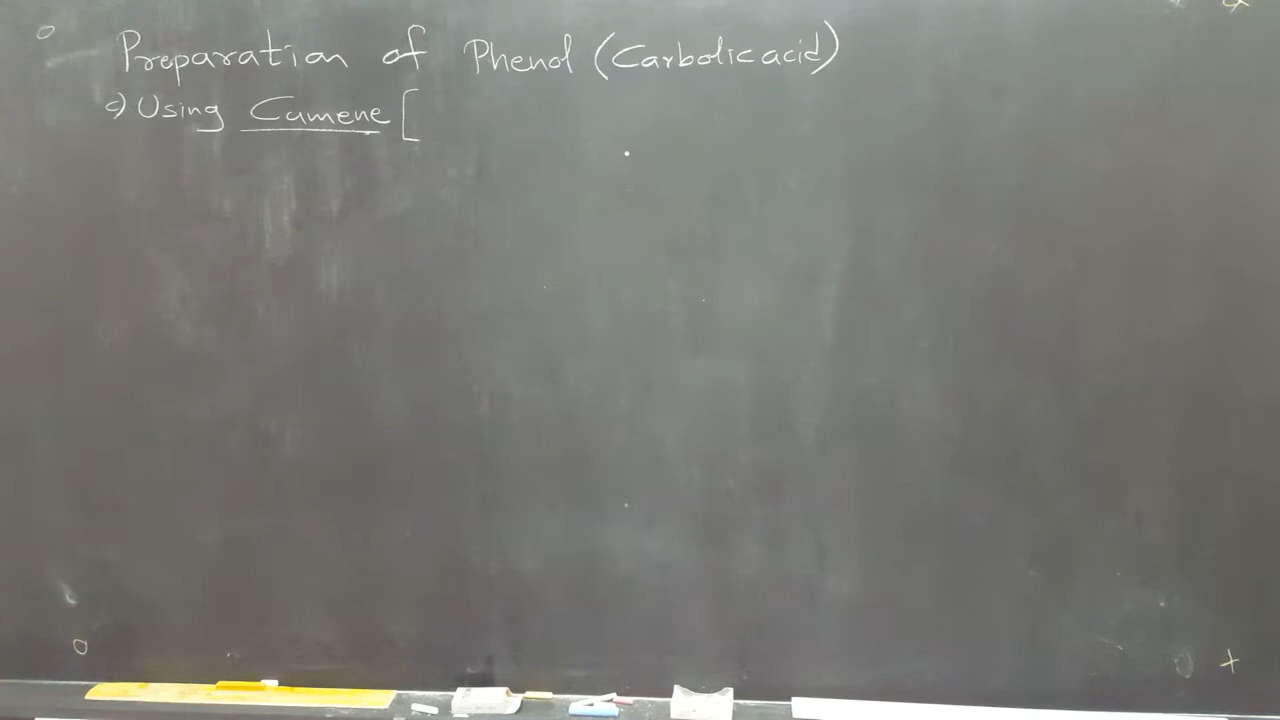 Preparation of Phenol (Carbolic acid)
c) Using Cumene [